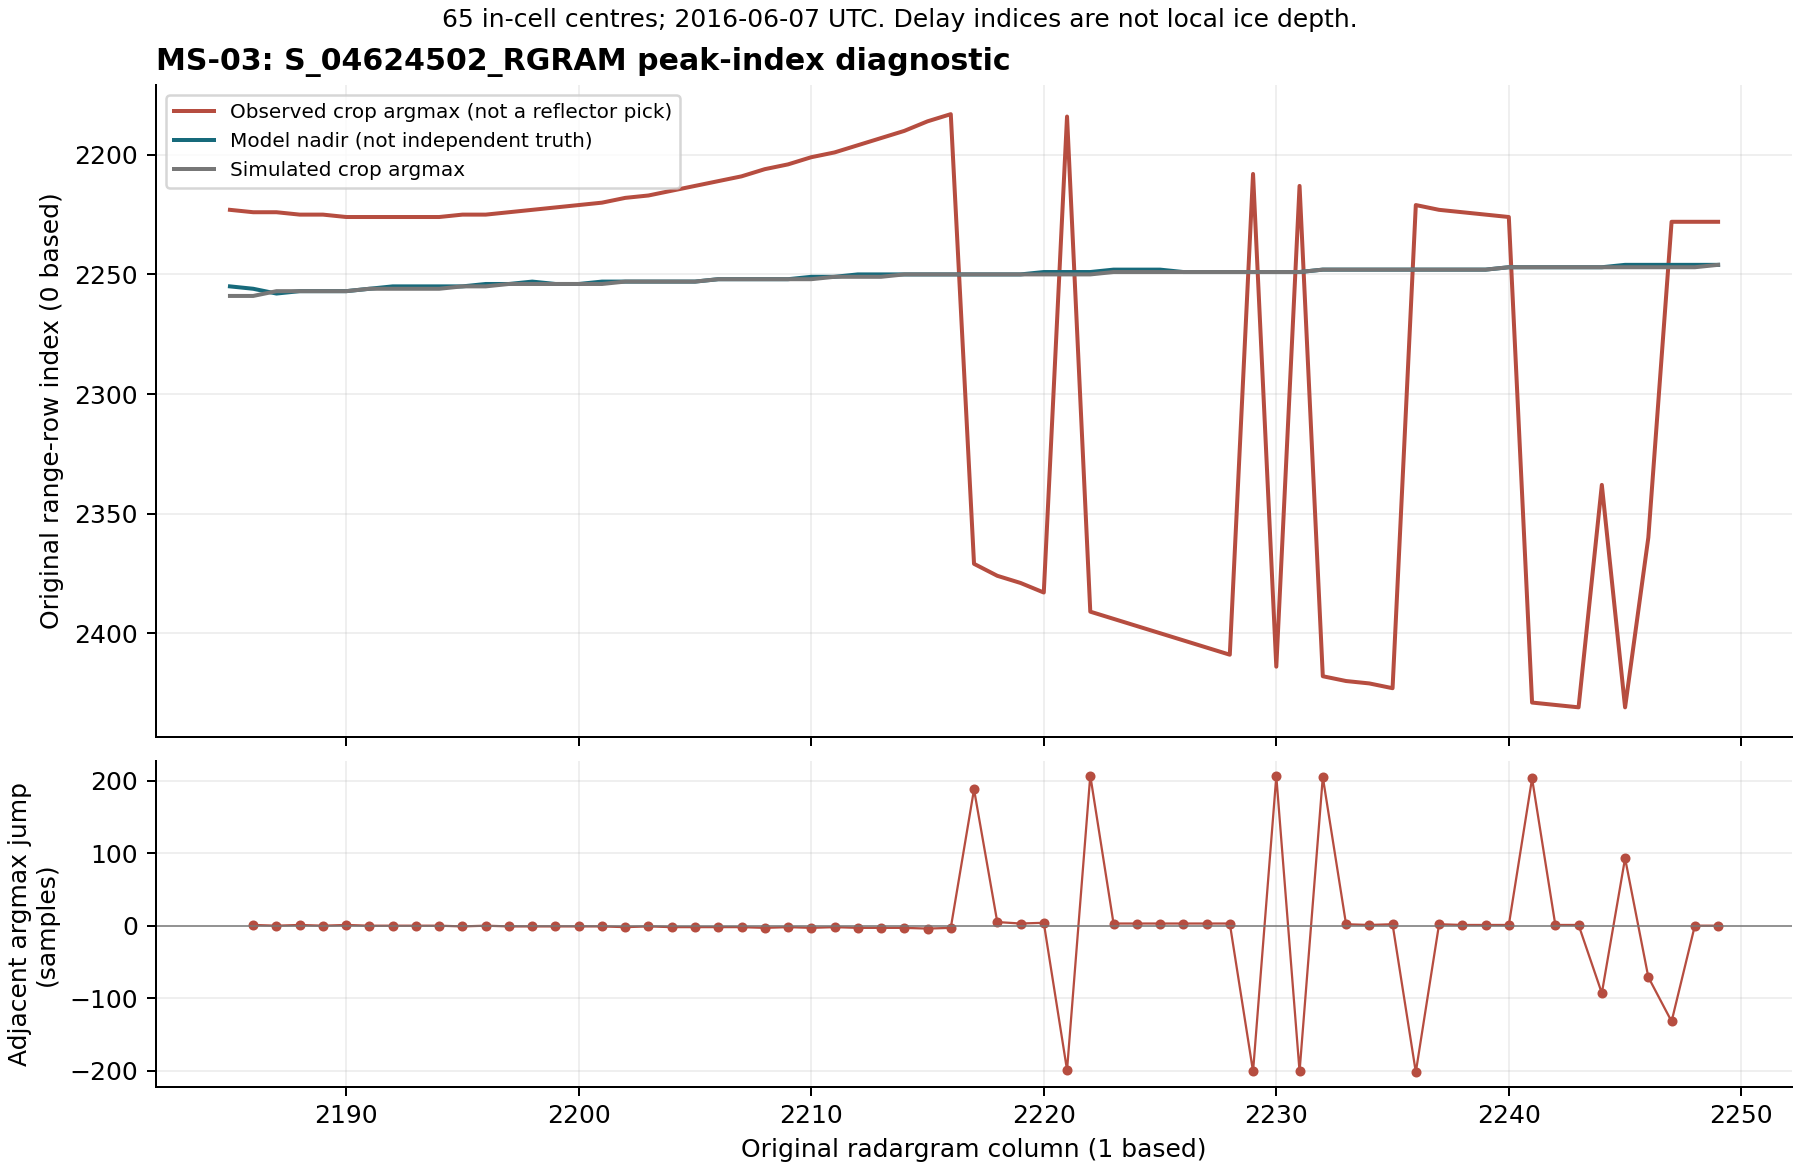 65 in-cell centres; 2016-06-07 UTC. Delay indices are not local ice depth.
MS-03: S_04624502_RGRAM peak-index diagnostic
Observed crop argmax (not a reflector pick)
Model nadir (not independent truth)
Simulated crop argmax
Original range-row index (0 based)
2200
2250
2300
2350
2400
Adjacent argmax jump
(samples)
200
100
0
−100
−200
2190
2200
2210
2220
2230
2240
2250
Original radargram column (1 based)